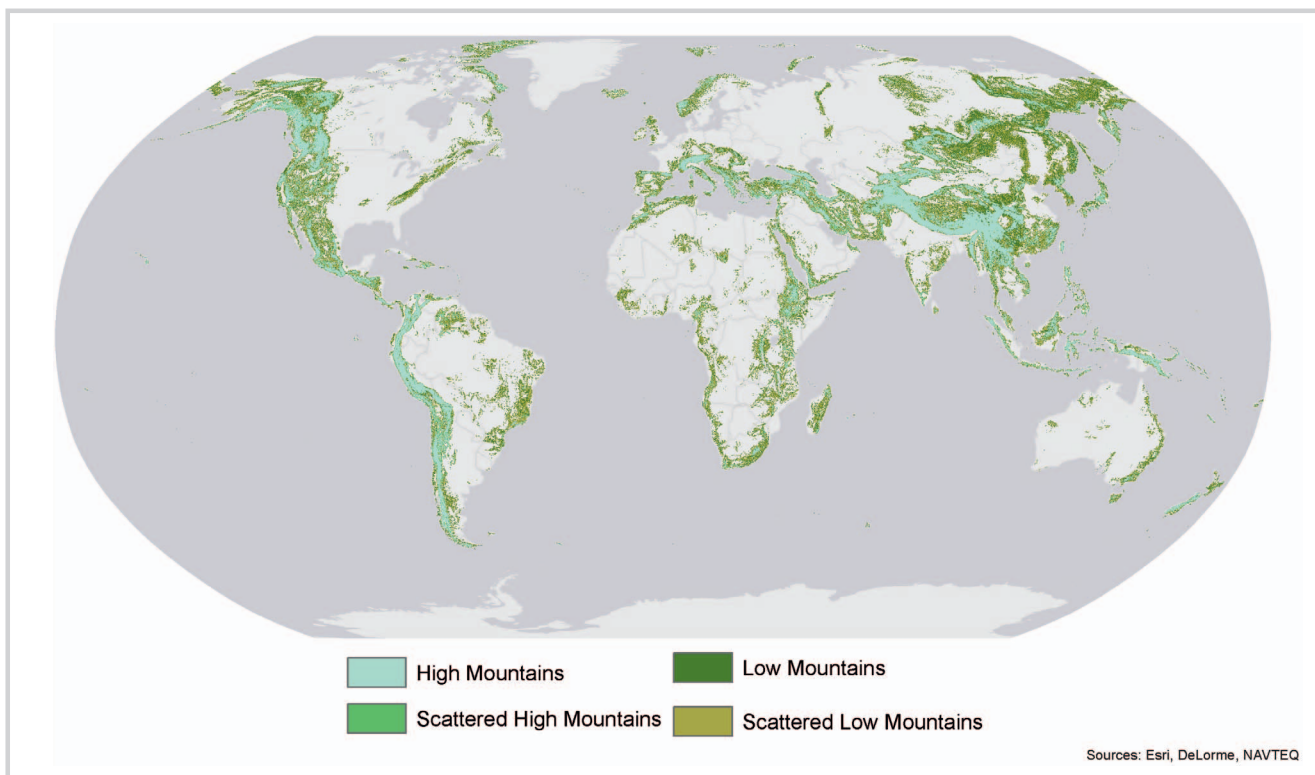 High Mountains
Low Mountains
Scattered High Mountains
Scattered Low Mountains
Sources: Esri, DeLorme, NAVTEQ